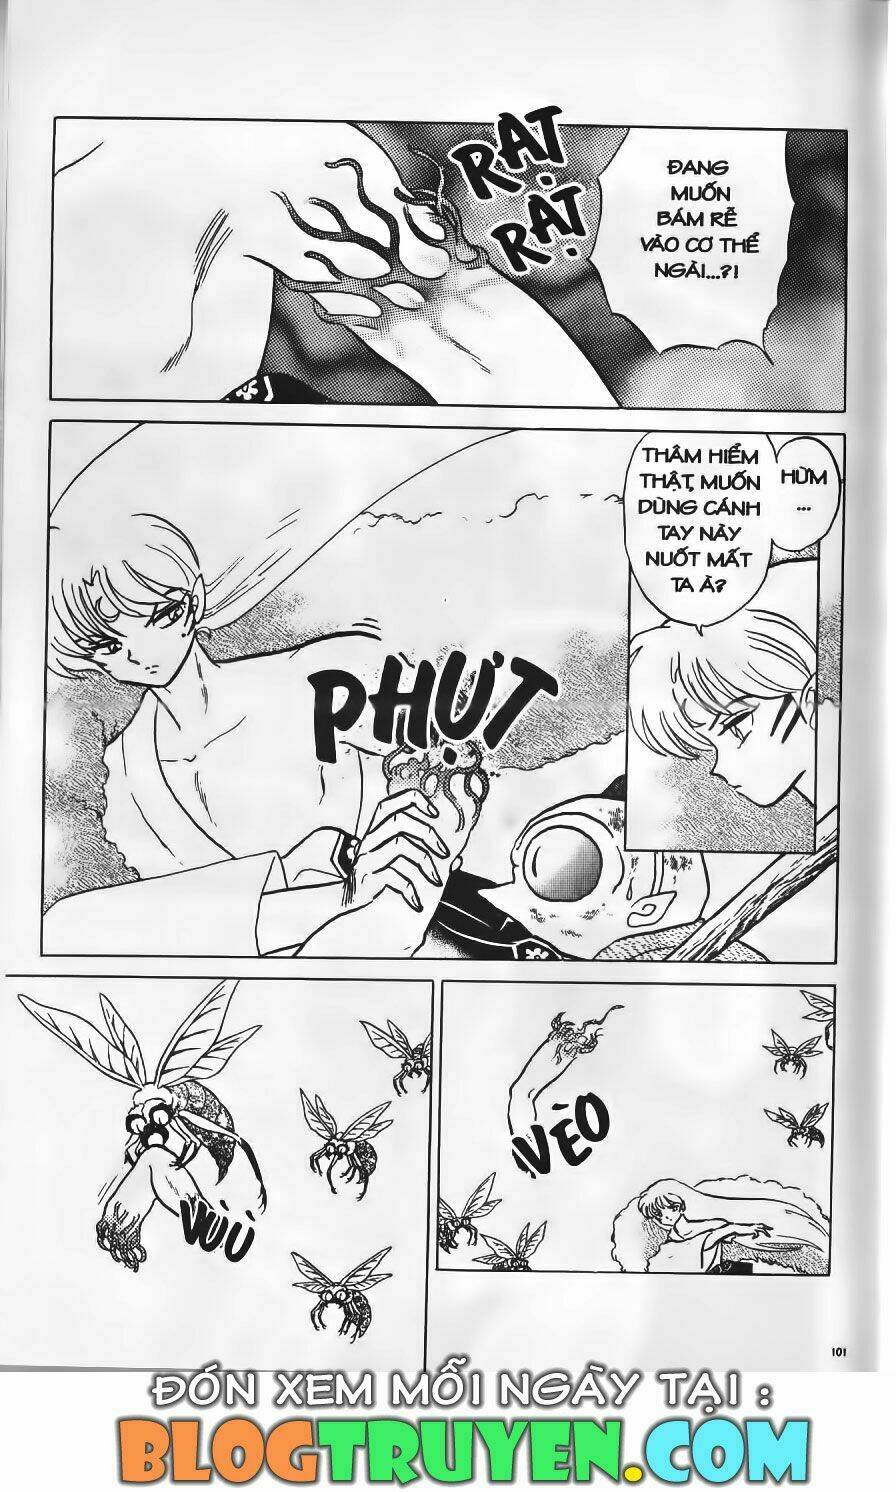 ĐANG
MUỐN
BÁM RỄ
VÀO CƠ THỂ
NGÀI...?!
RẠT
RẠT
HỪM
...
THÂM HIỂM
THẬT, MUỐN
DÙNG CÁNH
TAY NÀY
NUỐT MẤT
TA À?
PHỰT
VÈO
VÙÙ
101
ĐÓN XEM MỖI NGÀY TẠI :
BLOGTRUYEN.COM